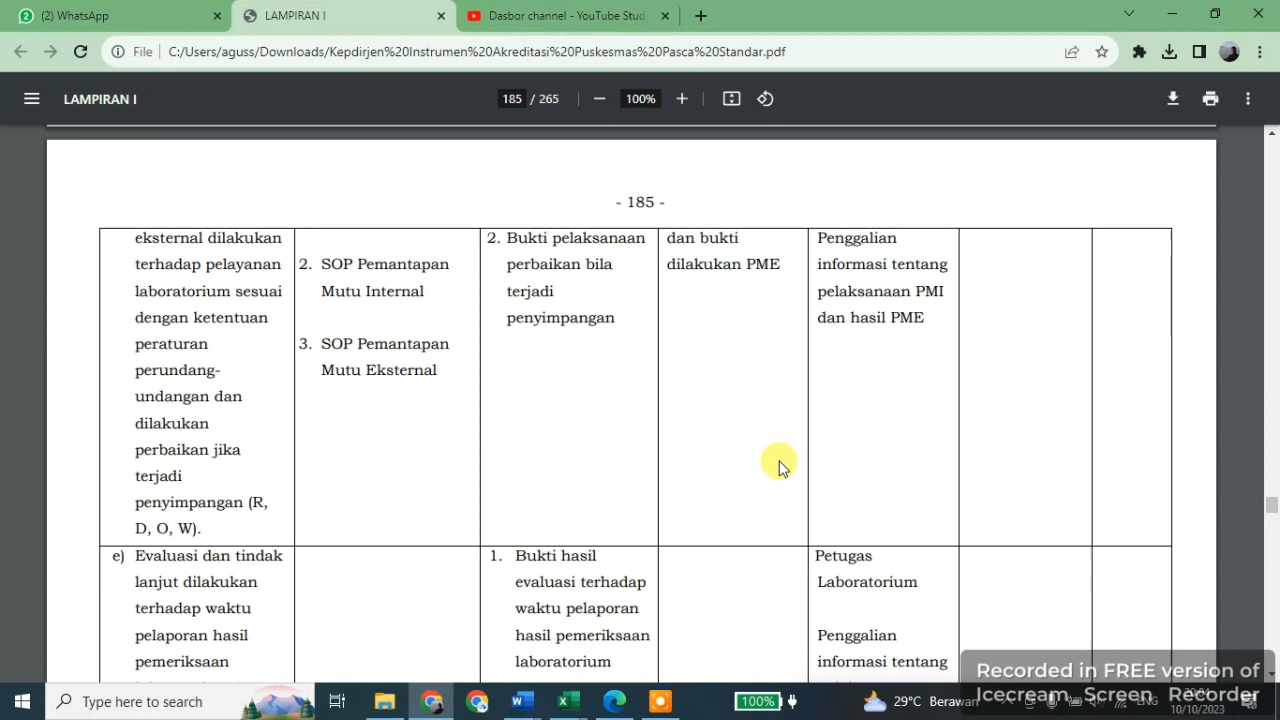 (2) WhatsApp
LAMPIRAN I
Dasbor channel - YouTube Stud
File
C:/Users/aguss/Downloads/Kepdirjen%20Instrumen%20Akreditasi%20Puskesmas%20Pasca%20Standar.pdf
LAMPIRAN I
185 / 265
100%
- 185 -
eksternal dilakukan
terhadap pelayanan
laboratorium sesuai
dengan ketentuan
peraturan
perundang-
undangan dan
dilakukan
perbaikan jika
terjadi
penyimpangan (R,
D, O, W).
2. SOP Pemantapan
Mutu Internal
3. SOP Pemantapan
Mutu Eksternal
2. Bukti pelaksanaan
perbaikan bila
terjadi
penyimpangan
dan bukti
dilakukan PME
Penggalian
informasi tentang
pelaksanaan PMI
dan hasil PME
e) Evaluasi dan tindak
lanjut dilakukan
terhadap waktu
pelaporan hasil
pemeriksaan
1. Bukti hasil
evaluasi terhadap
waktu pelaporan
hasil pemeriksaan
laboratorium
Petugas
Laboratorium
Penggalian
informasi tentang
Recorded in FREE version of
Icecream Screen Recorder
Type here to search
100%
29°C Berawan
ENG
10/10/2023